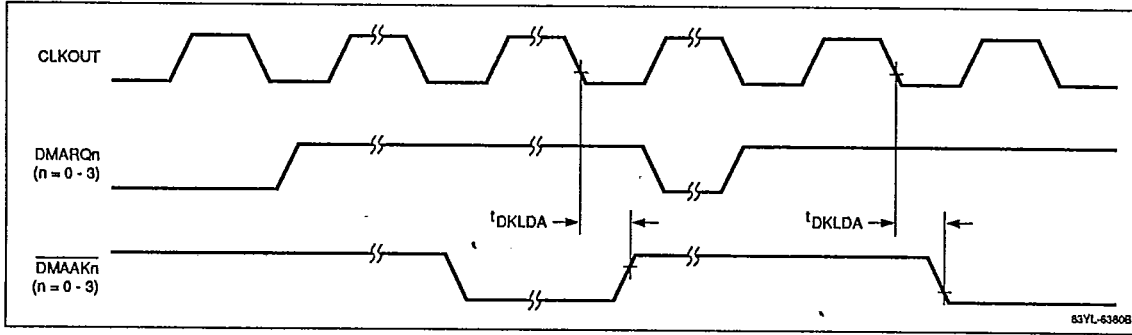 CLKOUT
DMARQn
(n = 0 - 3)
tDKLDA
tDKLDA
DMAAKn
(n = 0 - 3)
83YL-6380B